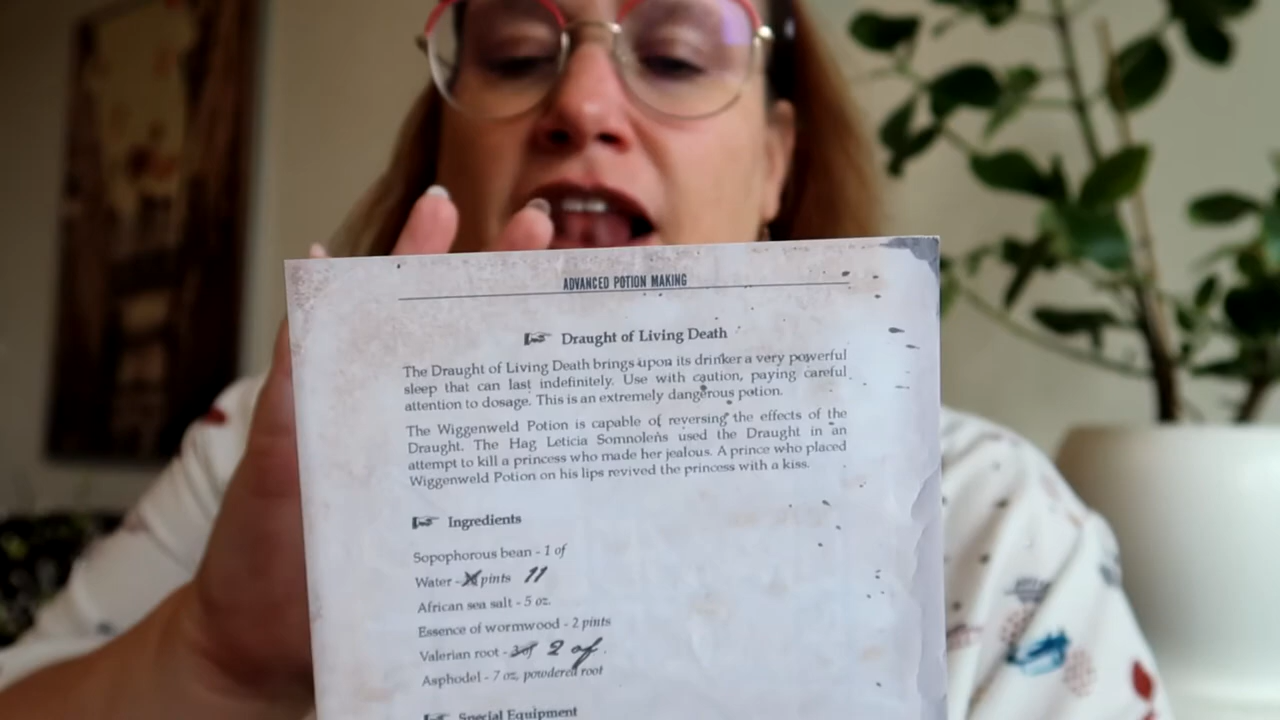 ADVANCED POTION MAKING
Draught of Living Death
The Draught of Living Death brings upon its drinker a very powerful
sleep that can last indefinitely. Use with caution, paying careful
attention to dosage. This is an extremely dangerous potion.
The Wiggenweld Potion is capable of reversing the effects of the
Draught. The Hag Leticia Somnolens used the Draught in an
attempt to kill a princess who made her jealous. A prince who placed
Wiggenweld Potion on his lips revived the princess with a kiss.
Ingredients
Sopophorous bean - 1 of
Water - pints 11
African sea salt - 5 oz.
Essence of wormwood - 2 pints
Valerian root - 3 of 2 of.
Asphodel - 7 oz, powdered root
Special Equipment